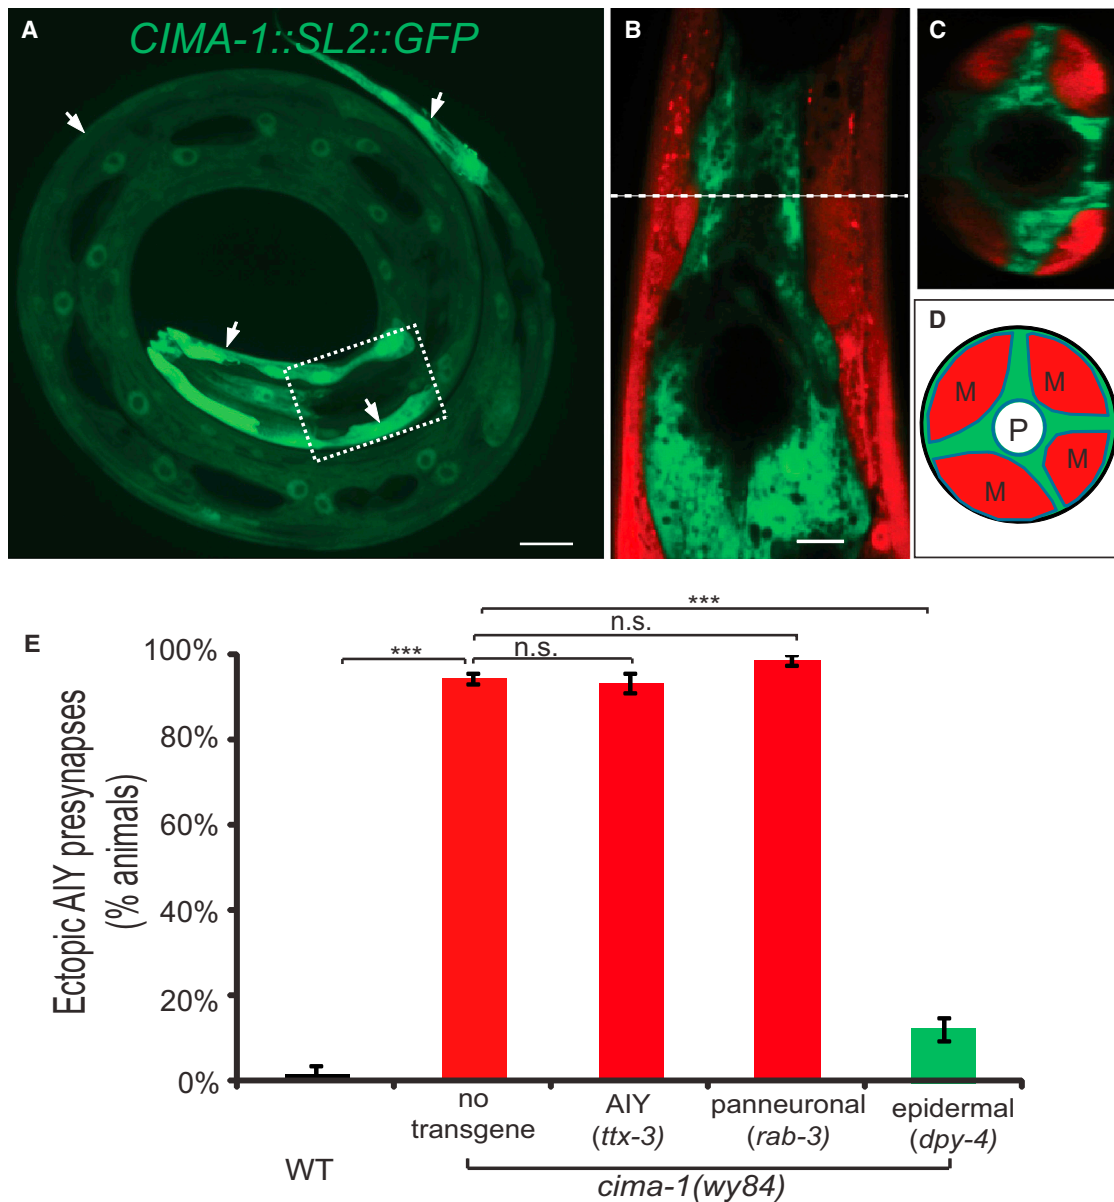 A
CIMA-1::SL2::GFP
B
C
D
M
M
P
M
M
E
***
n.s.
***
n.s.
100%
80%
60%
40%
20%
0%
Ectopic AIY presynapses
(% animals)
WT
no
transgene
AIY
(ttx-3)
panneuronal
(rab-3)
epidermal
(dpy-4)
cima-1(wy84)